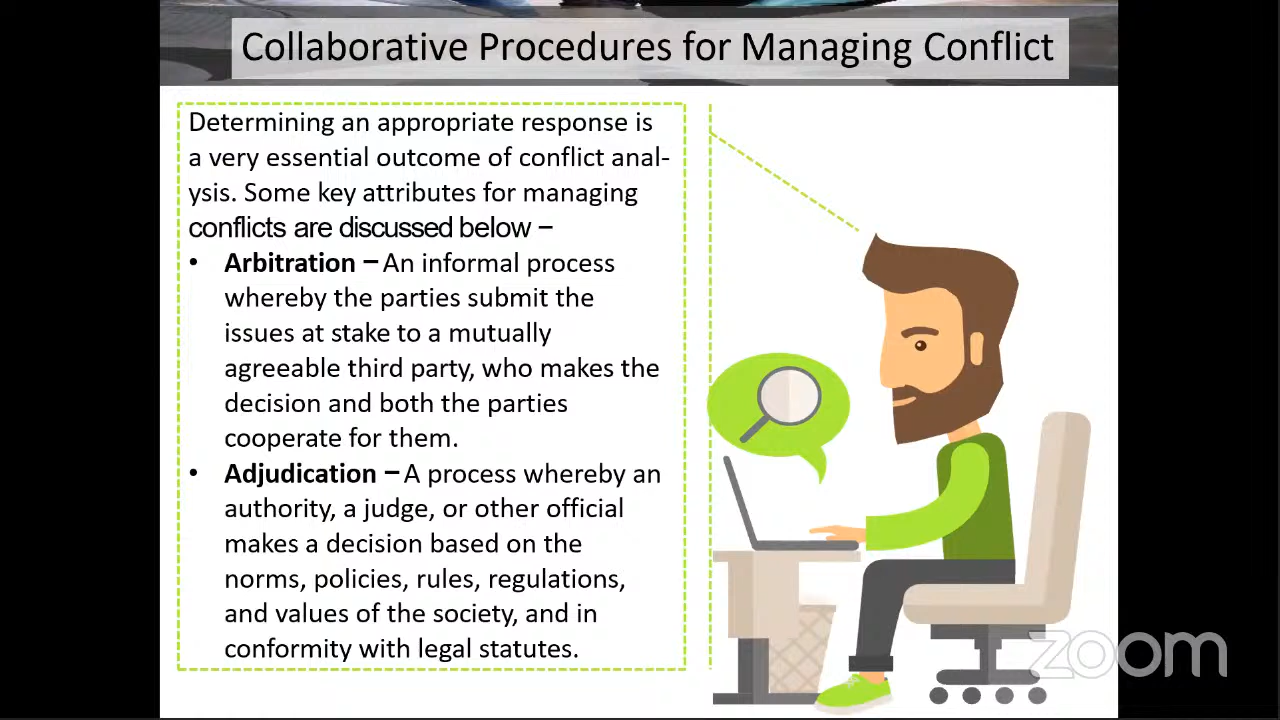 Collaborative Procedures for Managing Conflict
Determining an appropriate response is
a very essential outcome of conflict anal-
ysis. Some key attributes for managing
conflicts are discussed below −
• Arbitration − An informal process
whereby the parties submit the
issues at stake to a mutually
agreeable third party, who makes the
decision and both the parties
cooperate for them.
• Adjudication − A process whereby an
authority, a judge, or other official
makes a decision based on the
norms, policies, rules, regulations,
and values of the society, and in
conformity with legal statutes.
zoom